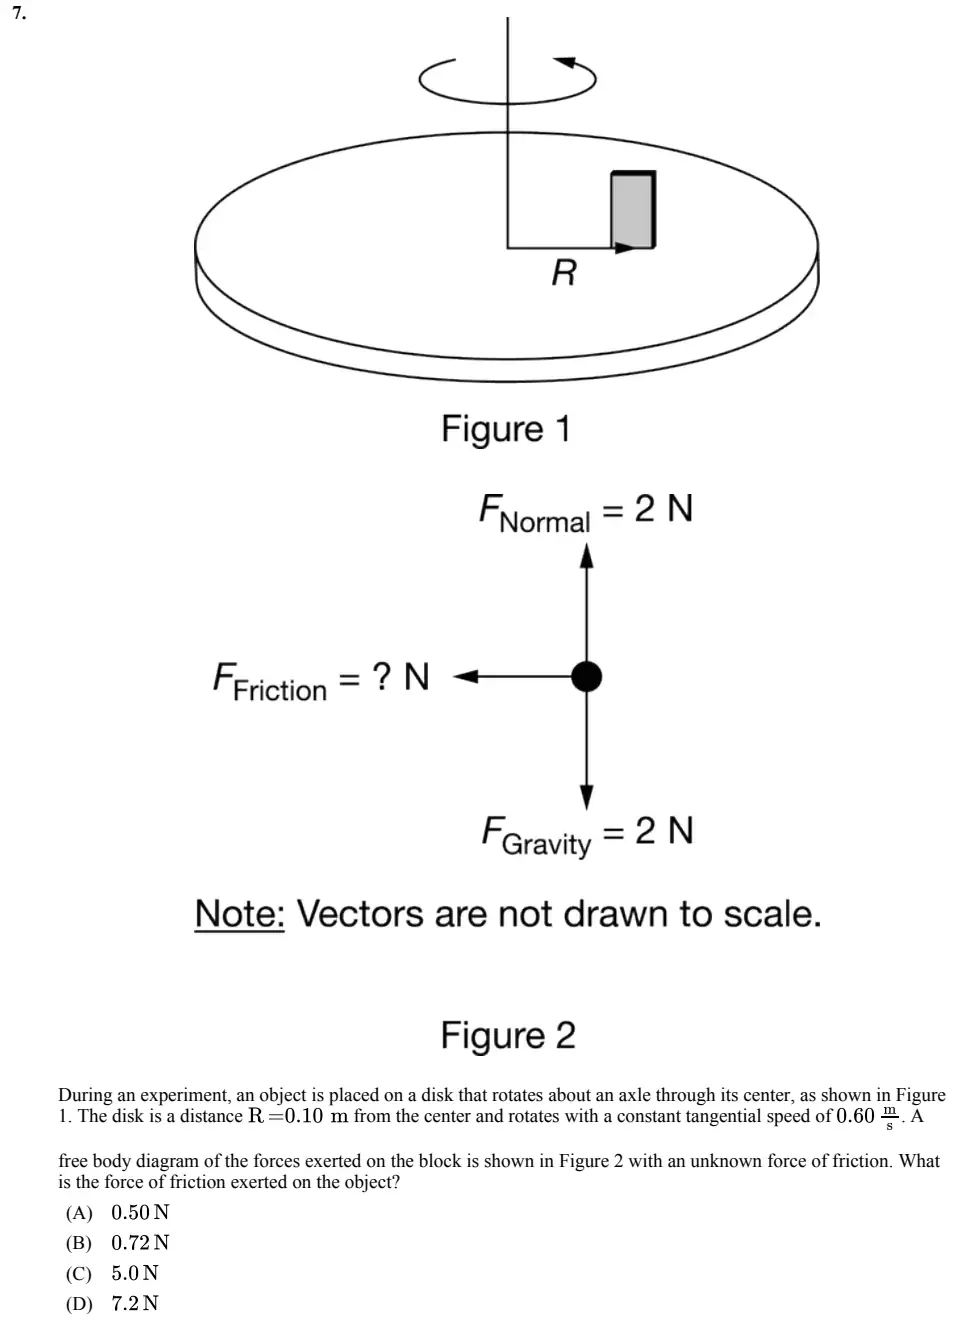 7.
R
Figure 1
F_Normal = 2 N
F_Friction = ? N
F_Gravity = 2 N
Note: Vectors are not drawn to scale.
Figure 2
During an experiment, an object is placed on a disk that rotates about an axle through its center, as shown in Figure
1. The disk is a distance R =0.10 m from the center and rotates with a constant tangential speed of 0.60 m/s. A
free body diagram of the forces exerted on the block is shown in Figure 2 with an unknown force of friction. What
is the force of friction exerted on the object?
(A) 0.50 N
(B) 0.72 N
(C) 5.0 N
(D) 7.2 N